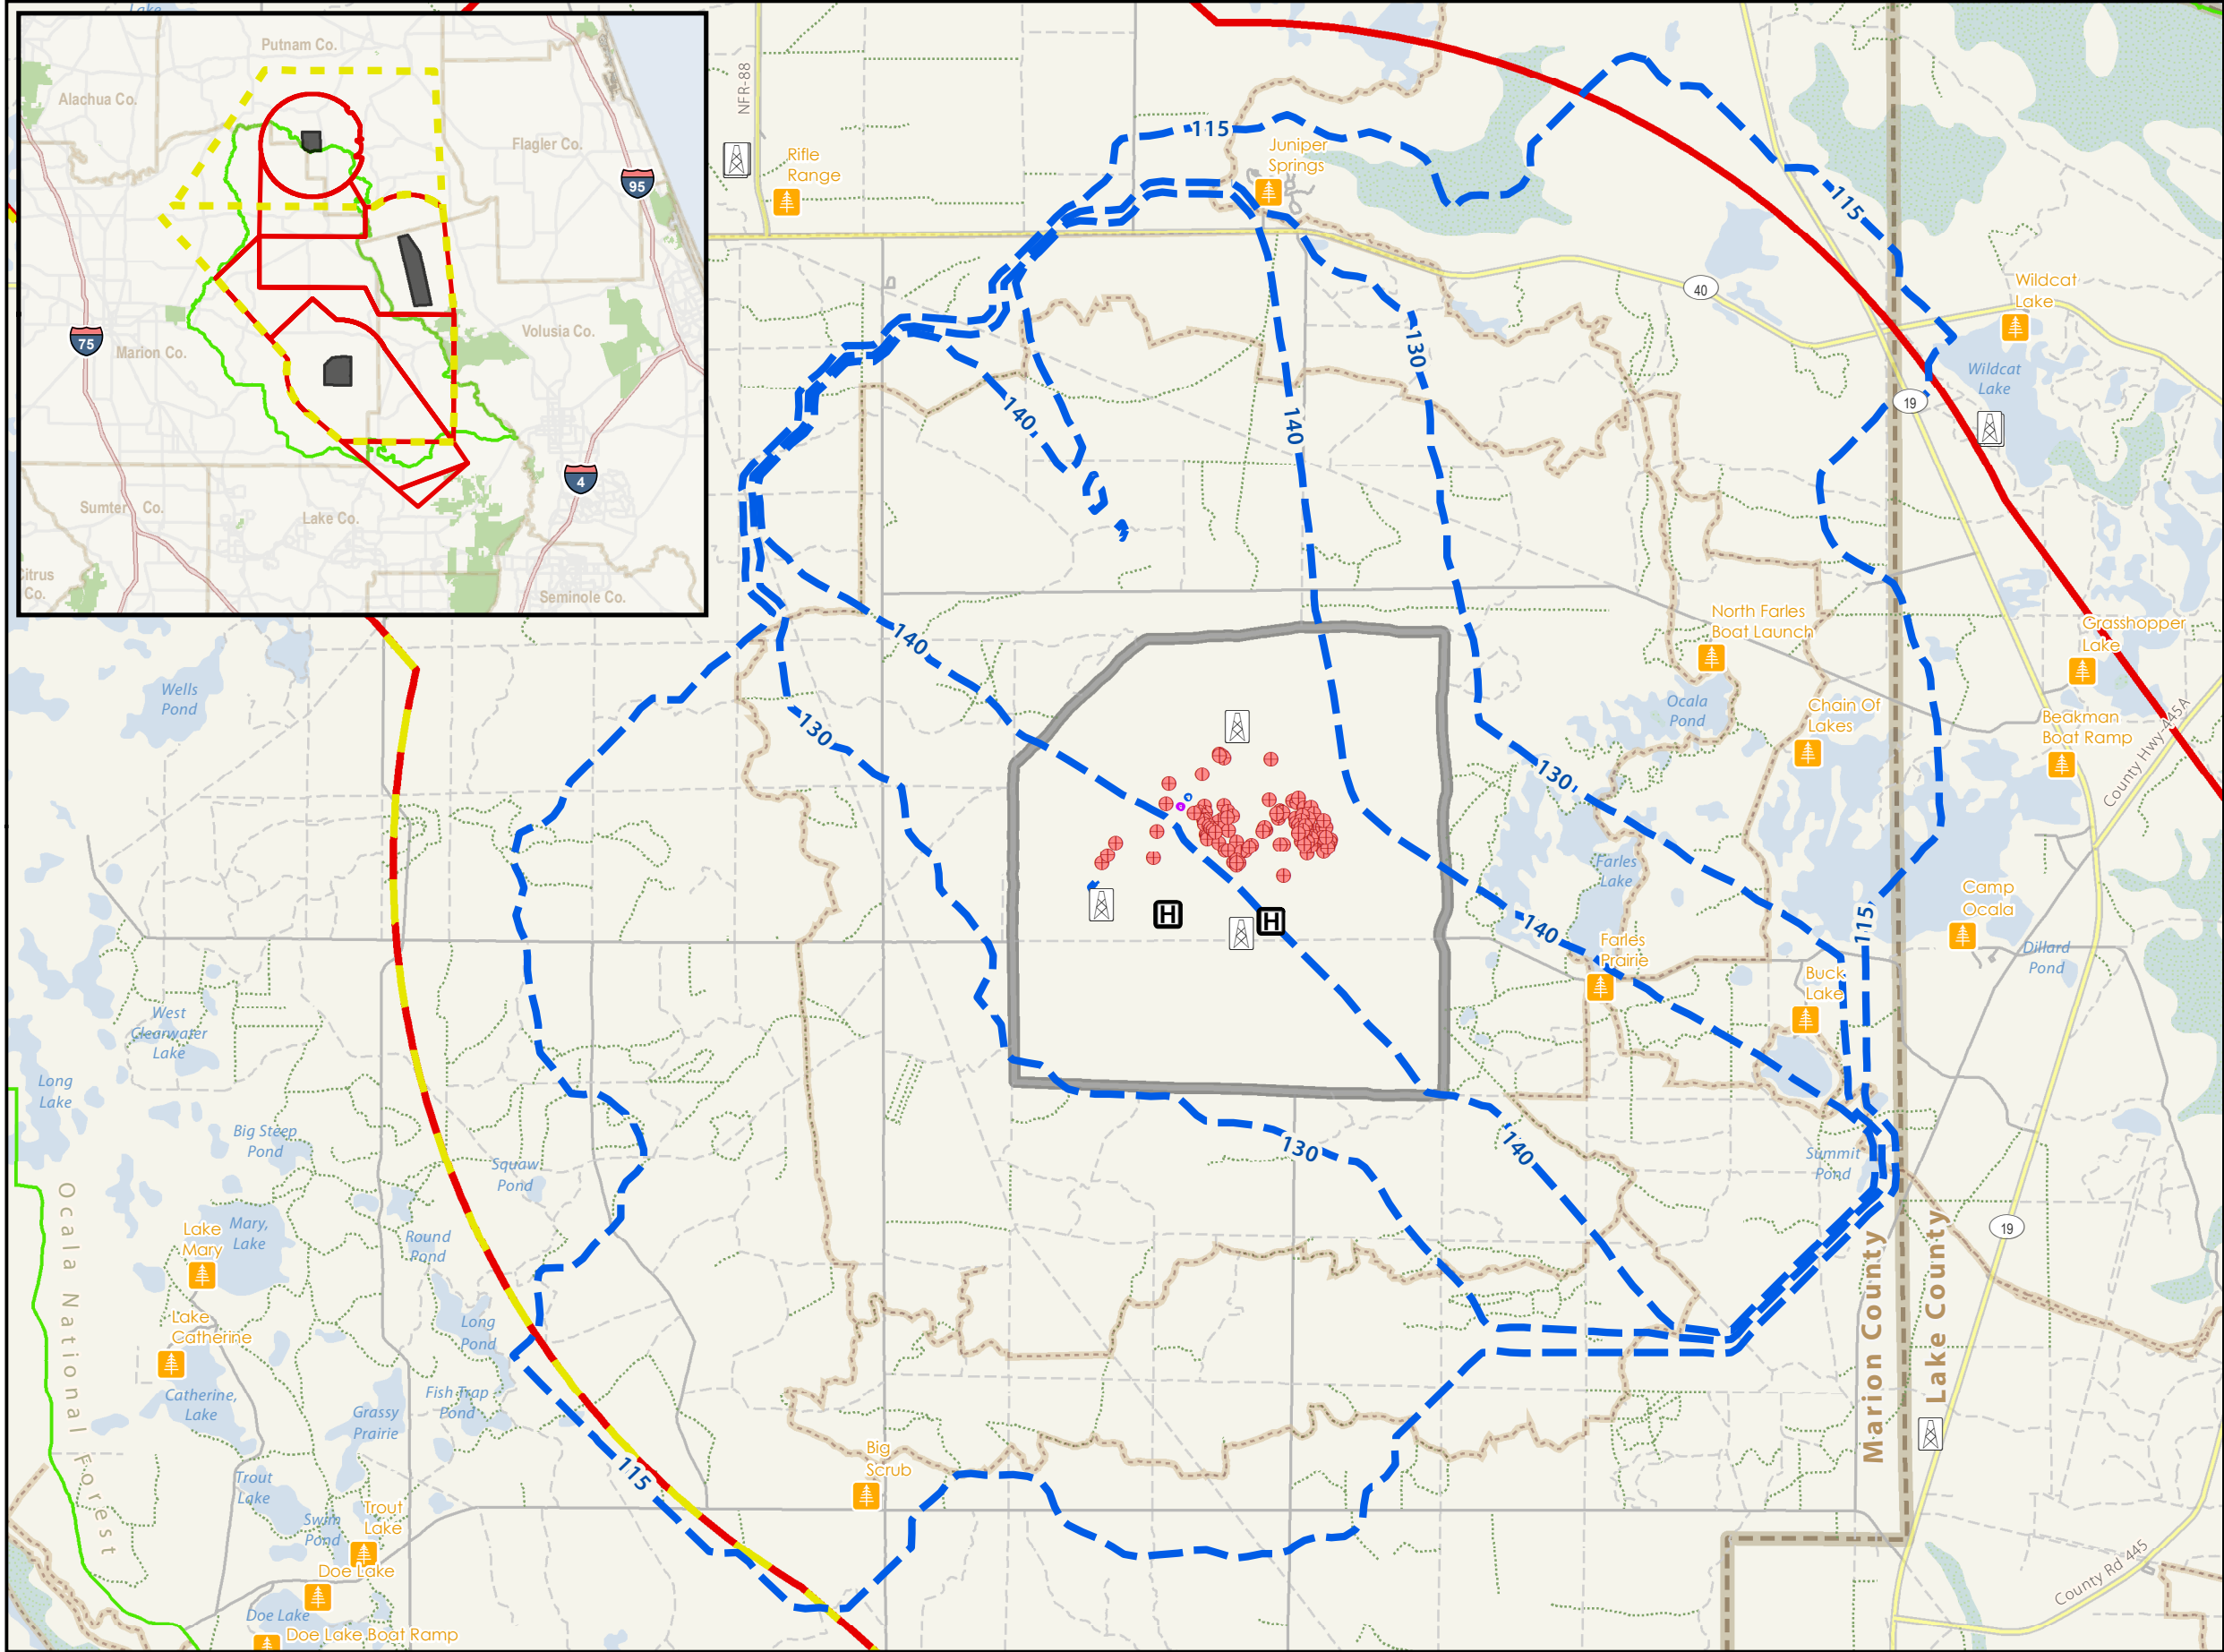 Lake
Putnam Co.
Alachua Co.
Flagler Co.
95
75
Marion Co.
Volusia Co.
4
Sumter Co.
Lake Co.
Citrus
Co.
Seminole Co.
NFR-88
Rifle
Range
115
Juniper
Springs
115
40
Wildcat
Lake
Wildcat
Lake
19
130
140
140
140
130
North Farles
Boat Launch
Ocala
Pond
Chain Of
Lakes
Grasshopper
Lake
Beakman
Boat Ramp
County Hwy 445A
Wells
Pond
130
Farles
Lake
140
Farles
Prairie
115
Camp
Ocala
Buck
Lake
Dillard
Pond
H
H
West
Clearwater
Lake
Long
Lake
Big Steep
Pond
Squaw
Pond
130
140
Summit
Pond
19
Marion County
Lake County
Ocala National Forest
Lake
Mary
Mary,
Lake
Round
Pond
Lake
Catherine
Catherine,
Lake
Long
Pond
Fish Trap
Pond
Grassy
Prairie
115
Big
Scrub
Trout
Lake
Swim
Pond
Trout
Lake
Doe Lake
Doe Lake
Doe Lake Boat Ramp
County Rd 445